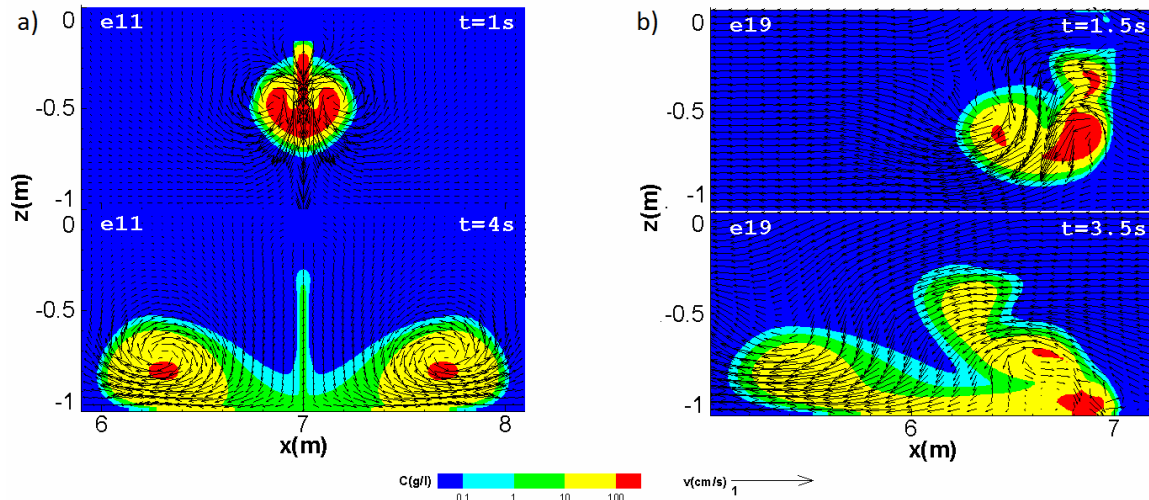 a)
0
e11
t=1s
-0.5
-1
z(m)
0
e11
t=4s
-0.5
-1
6
7
8
x(m)
b)
0
e19
t=1.5s
-0.5
-1
z(m)
0
e19
t=3.5s
-0.5
-1
6
7
x(m)
C(g/l)
0.1
1
10
100
v(cm/s)
1